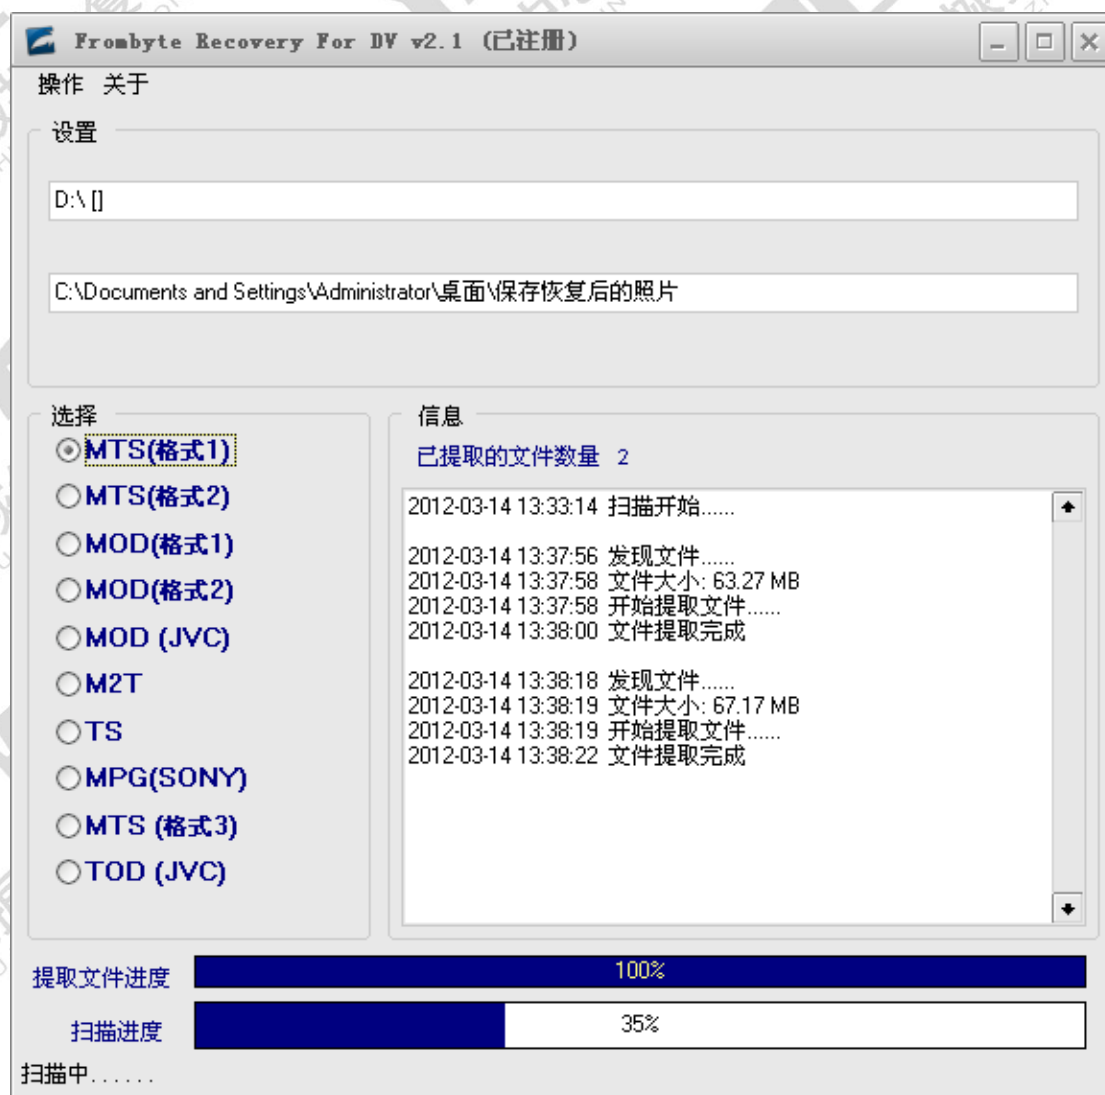 Frombyte Recovery For DV v2.1 (已注册)
操作 关于
设置
D:\ []
C:\Documents and Settings\Administrator\桌面\保存恢复后的照片
选择
MTS(格式1)
MTS(格式2)
MOD(格式1)
MOD(格式2)
MOD (JVC)
M2T
TS
MPG(SONY)
MTS (格式3)
TOD (JVC)
信息
已提取的文件数量 2
2012-03-14 13:33:14 扫描开始......
2012-03-14 13:37:56 发现文件......
2012-03-14 13:37:58 文件大小: 63.27 MB
2012-03-14 13:37:58 开始提取文件......
2012-03-14 13:38:00 文件提取完成
2012-03-14 13:38:18 发现文件......
2012-03-14 13:38:19 文件大小: 67.17 MB
2012-03-14 13:38:19 开始提取文件......
2012-03-14 13:38:22 文件提取完成
提取文件进度 100%
扫描进度 35%
扫描中......